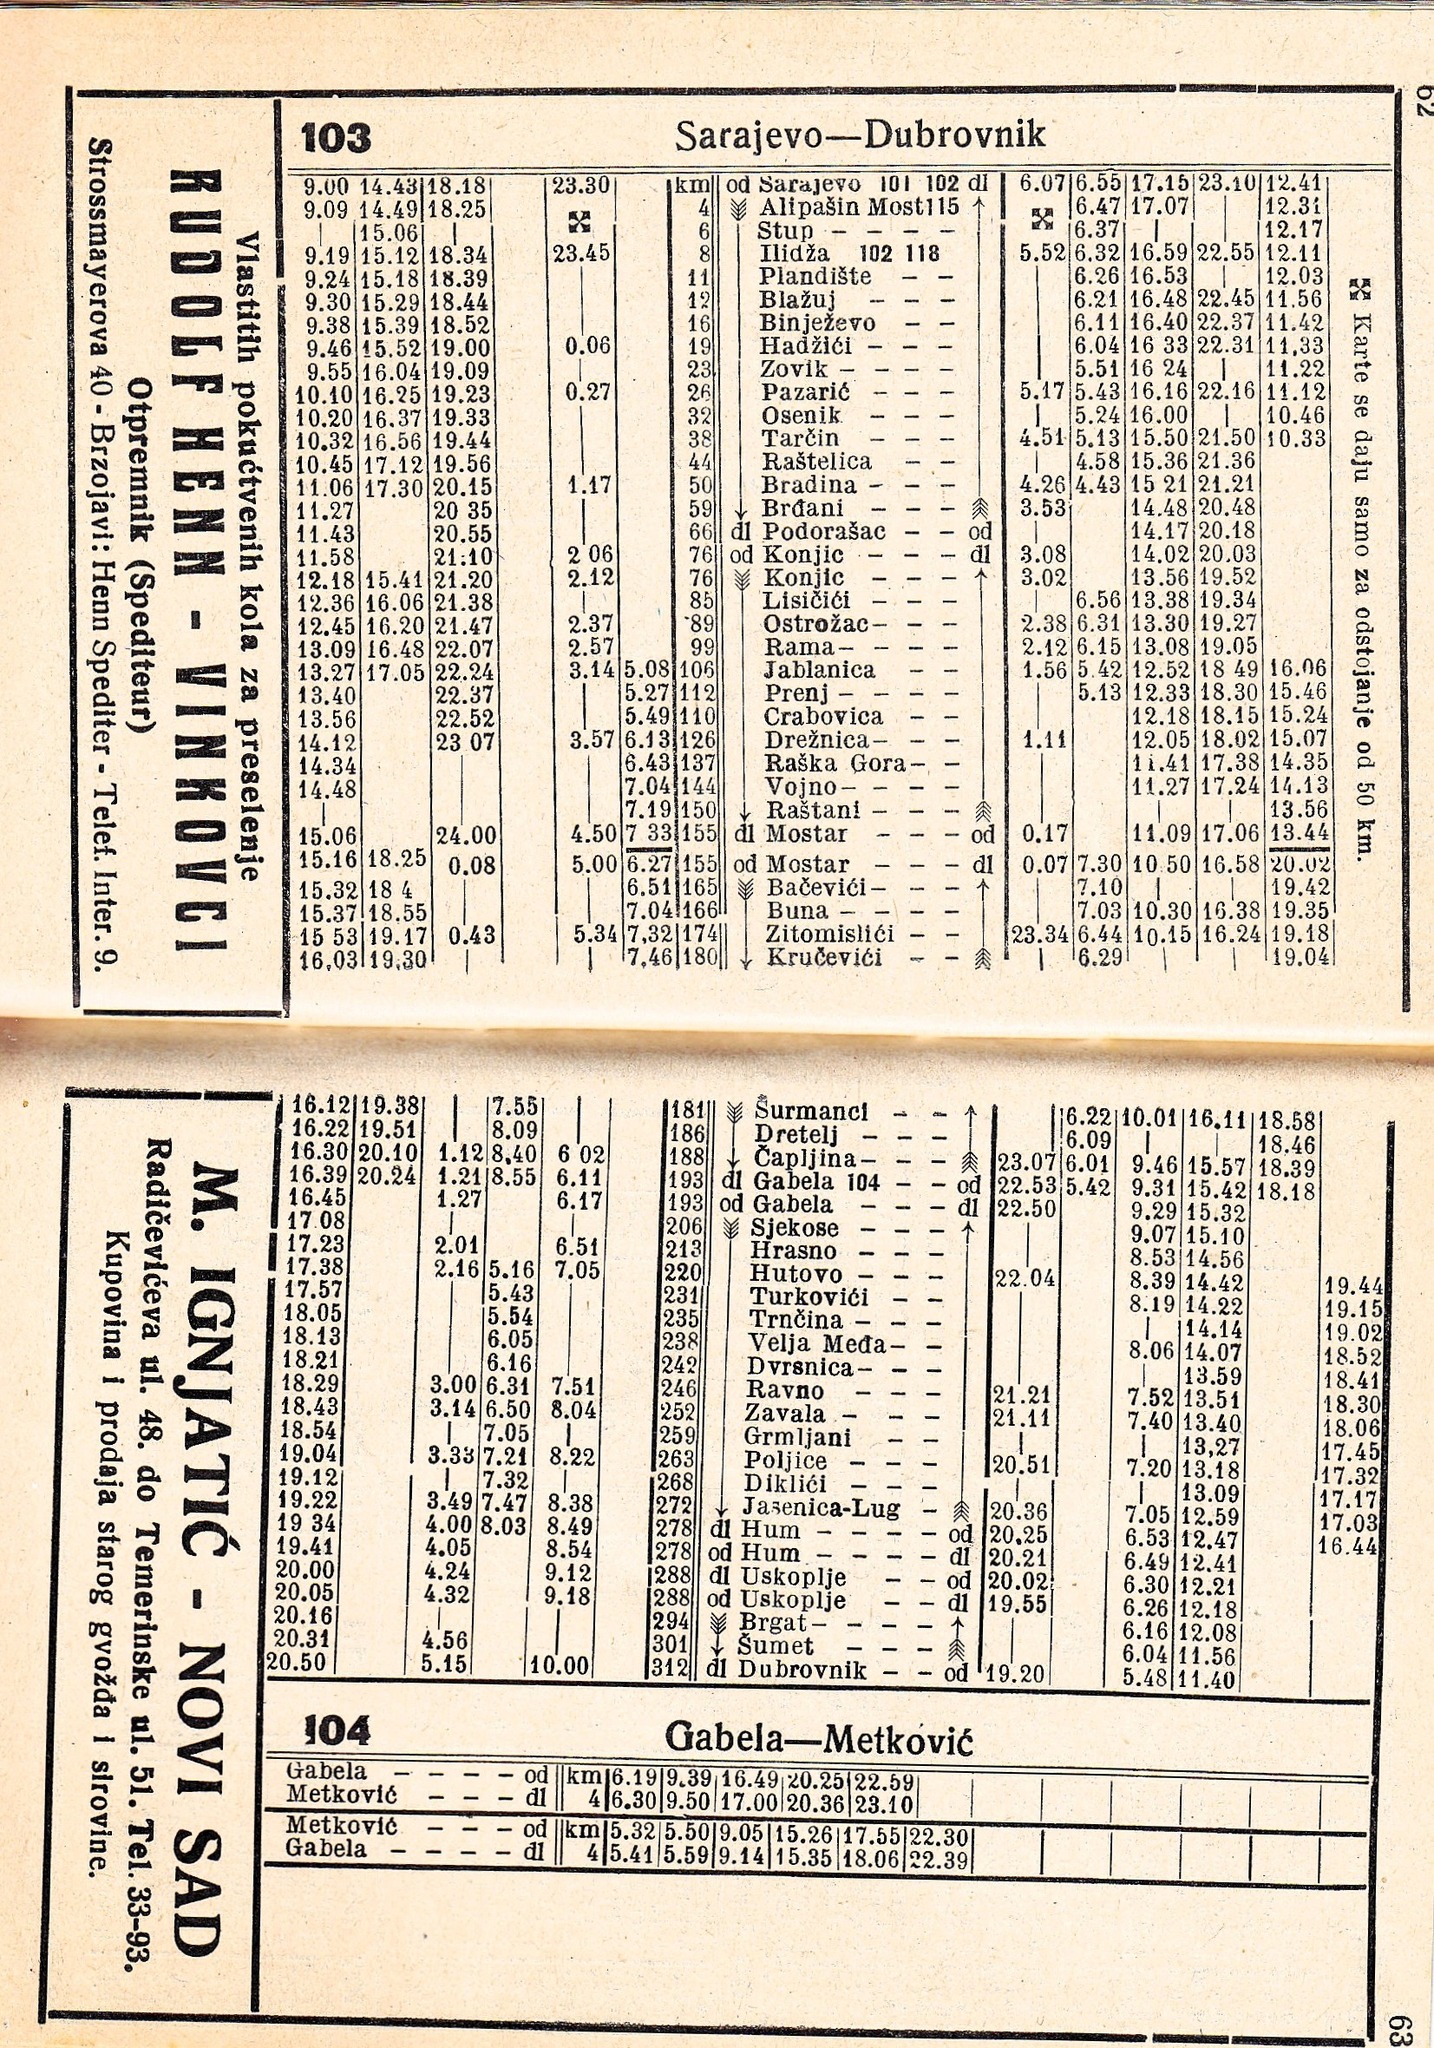 62
103 Sarajevo—Dubrovnik
9.00 14.43 18.18 23.30 km od Sarajevo 101 102 dl 6.07 6.55 17.15 23.10 12.41
9.09 14.49 18.25 4 Alipašin Most 115 6.47 17.07 | 12.31
| 15.06 | 6 Stup - - - - 6.37 | | 12.17
9.19 15.12 18.34 23.45 8 Ilidža 102 118 5.52 6.32 16.59 22.55 12.11
9.24 15.18 18.39 | 11 Plandište - - | 6.26 16.53 | 12.03
9.30 15.29 18.44 | 12 Blažuj - - - | 6.21 16.48 22.45 11.56
9.38 15.39 18.52 | 16 Binježevo - - | 6.11 16.40 22.37 11.42
9.46 15.52 19.00 0.06 19 Hadžići - - - | 6.04 16 33 22.31 11,33
9.55 16.04 19.09 | 23 Zovik - - - - | 5.51 16 24 | 11.22
10.10 16.25 19.23 0.27 26 Pazarić - - - 5.17 5.43 16.16 22.16 11.12
10.20 16.37 19.33 | 32 Osenik - - - | 5.24 16.00 | 10.46
10.32 16.56 19.44 | 38 Tarčin - - - 4.51 5.13 15.50 21.50 10.33
10.45 17.12 19.56 | 44 Raštelica - - | 4.58 15.36 21.36
11.06 17.30 20.15 1.17 50 Bradina - - - 4.26 4.43 15 21 21.21
11.27 20 35 | 59 Brđani - - - 3.53 14.48 20.48
11.43 20.55 | 66 dl Podorašac - - od | 14.17 20.18
11.58 21.10 2 06 76 od Konjic - - - dl 3.08 14.02 20.03
12.18 15.41 21.20 2.12 76 Konjic - - - 3.02 13.56 19.52
12.36 16.06 21.38 | 85 Lisičići - - - | 6.56 13.38 19.34
12.45 16.20 21.47 2.37 89 Ostrožac - - - 2.38 6.31 13.30 19.27
13.09 16.48 22.07 2.57 99 Rama - - - - 2.12 6.15 13.08 19.05
13.27 17.05 22.24 3.14 5.08 106 Jablanica - - 1.56 5.42 12.52 18 49 16.06
13.40 22.37 | 5.27 112 Prenj - - - - | 5.13 12.33 18.30 15.46
13.56 22.52 | 5.49 110 Crabovica - - | 12.18 18.15 15.24
14.12 23 07 3.57 6.13 126 Drežnica - - - 1.11 12.05 18.02 15.07
14.34 | | 6.43 137 Raška Gora - - | 11.41 17.38 14.35
14.48 | | 7.04 144 Vojno - - - - | 11.27 17.24 14.13
| | | 7.19 150 Raštani - - - | | | 13.56
15.06 24.00 4.50 7 33 155 dl Mostar - - - od 0.17 11.09 17.06 13.44
15.16 18.25 0.08 5.00 6.27 155 od Mostar - - - dl 0.07 7.30 10 50 16.58 20.02
15.32 18 4 | | 6.51 165 Bačevići - - - | 7.10 | | 19.42
15.37 18.55 | | 7.04 166 Buna - - - - | 7.03 10.30 16.38 19.35
15 53 19.17 0.43 5.34 7,32 174 Zitomislići - - 23.34 6.44 10.15 16.24 19.18
16.03 19,30 | | 7,46 180 Kručevići - - | 6.29 | | 19.04
Karte se daju samo za odstojanje od 50 km.
Vlastitih pokućtvenih kola za preselenje
RUDOLF HENN - VINKOVCI
Otpremnik (Spediteur)
Strossmayerova 40 - Brzojavi: Henn Spediter - Telef. Inter. 9.
16.12 19.38 | 7.55 | 181 Šurmanci - - 6.22 10.01 16,11 18.58
16.22 19.51 | 8.09 | 186 Dretelj - - - 6.09 | | 18.46
16.30 20.10 1.12 8,40 6 02 188 Čapljina - - - 23.07 6.01 9.46 15.57 18.39
16.39 20.24 1.21 8.55 6.11 193 dl Gabela 104 - - od 22.53 5.42 9.31 15.42 18.18
16.45 1.27 6.17 193 od Gabela - - - dl 22.50 9.29 15.32
17.08 | | 206 Sjekose - - - | 9.07 15.10
17.23 2.01 6.51 213 Hrasno - - - | 8.53 14.56
17.38 2.16 5.16 7.05 220 Hutovo - - - 22.04 8.39 14.42 19.44
17.57 | 5.43 | 231 Turkovići - - | 8.19 14.22 19.15
18.05 | 5.54 | 235 Trnčina - - - | | 14.14 19.02
18.13 | 6.05 | 238 Velja Međa - - | 8.06 14.07 18.52
18.21 | 6.16 | 242 Dvrsnica - - - | 13.59 18.41
18.29 3.00 6.31 7.51 246 Ravno - - - 21.21 7.52 13.51 18.30
18.43 3.14 6.50 8.04 252 Zavala - - - 21.11 7.40 13.40 18.06
18.54 | 7.05 | 259 Grmljani - - | | 13,27 17.45
19.04 3.33 7.21 8.22 263 Poljice - - - 20.51 7.20 13.18 17.32
19.12 | 7.32 | 268 Diklići - - - | 13.09 17.17
19.22 3.49 7.47 8.38 272 Jasenica-Lug - 20.36 7.05 12.59 17.03
19 34 4.00 8.03 8.49 278 dl Hum - - - - od 20.25 6.53 12.47 16.44
19.41 4.05 8.54 278 od Hum - - - - dl 20.21 6.49 12.41
20.00 4.24 9.12 288 dl Uskoplje - - od 20.02 6.30 12.21
20.05 4.32 9.18 288 od Uskoplje - - dl 19.55 6.26 12.18
20.16 | | 294 Brgat - - - - | 6.16 12.08
20.31 4.56 | 301 Šumet - - - | 6.04 11.56
20.50 5.15 10.00 312 dl Dubrovnik - - od 19.20 5.48 11.40
104 Gabela—Metković
Gabela - - - - - od km 6.19 9.39 16.49 20.25 22.59
Metković - - - - dl 4 6.30 9.50 17.00 20.36 23.10
Metković - - - - od km 5.32 5.50 9.05 15.26 17.55 22.30
Gabela - - - - - dl 4 5.41 5.59 9.14 15.35 18.06 22.39
M. IGNJATIĆ - NOVI SAD
Radičevićeva ul. 48. do Temerinske ul. 51. Tel. 33-93.
Kupovina i prodaja starog gvožđa i sirovine.
63